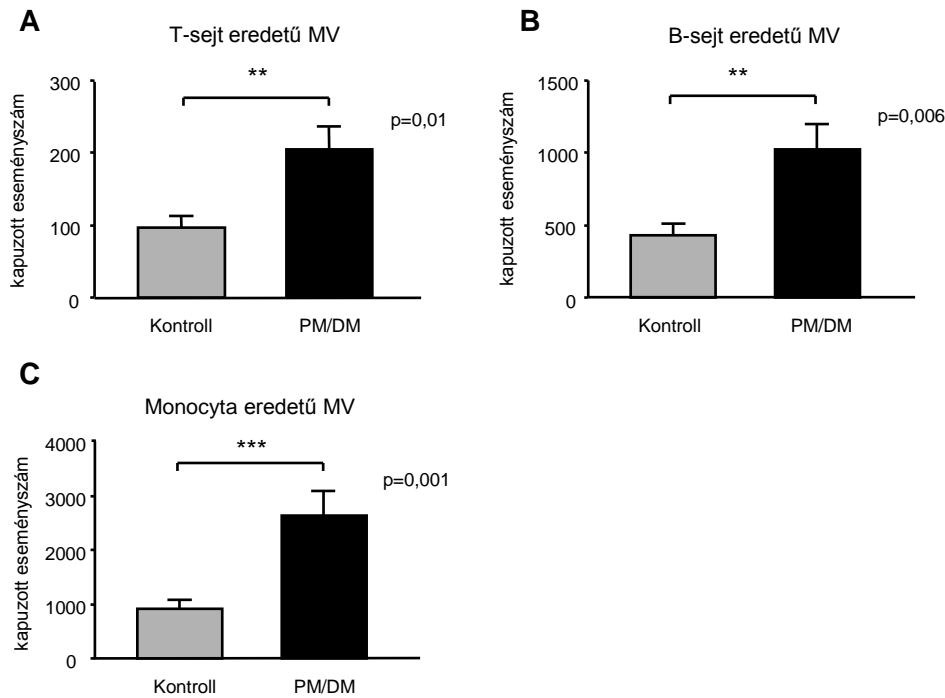 A
T-sejt eredetű MV
kapuzott eseményszám
300
200
100
0
**
p=0,01
Kontroll PM/DM
B
B-sejt eredetű MV
kapuzott eseményszám
1500
1000
500
0
**
p=0,006
Kontroll PM/DM
C
Monocyta eredetű MV
kapuzott eseményszám
4000
3000
2000
1000
0
***
p=0,001
Kontroll PM/DM